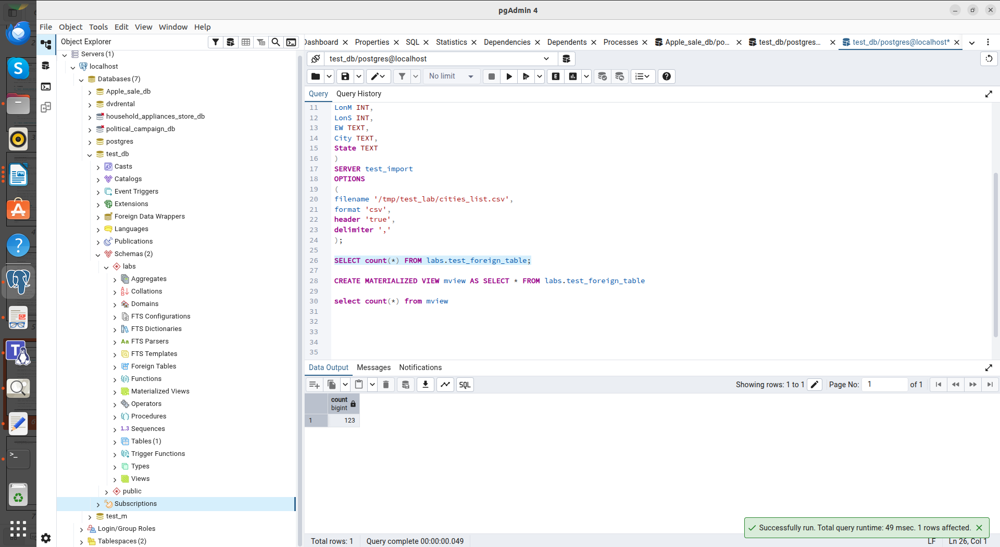 pgAdmin 4
File Object Tools Edit View Window Help
Object Explorer
Dashboard Properties SQL Statistics Dependencies Dependents Processes Apple_sale_db/po... test_db/postgres... test_db/postgres@localhost*
Servers (1)
localhost
Databases (7)
Apple_sale_db
dvdrental
household_appliances_store_db
political_campaign_db
postgres
test_db
Casts
Catalogs
Event Triggers
Extensions
Foreign Data Wrappers
Languages
Publications
Schemas (2)
labs
Aggregates
Collations
Domains
FTS Configurations
FTS Dictionaries
Aa FTS Parsers
FTS Templates
Foreign Tables
Functions
Materialized Views
Operators
Procedures
1.3 Sequences
Tables (1)
Trigger Functions
Types
Views
public
Subscriptions
test_m
Login/Group Roles
Tablespaces (2)
test_db/postgres@localhost
No limit
Query Query History
11 LonM INT,
12 LonS INT,
13 EW TEXT,
14 City TEXT,
15 State TEXT
16 )
17 SERVER test_import
18 OPTIONS
19 (
20 filename '/tmp/test_lab/cities_list.csv',
21 format 'csv',
22 header 'true',
23 delimiter ','
24 );
25
26 SELECT count(*) FROM labs.test_foreign_table;
27
28 CREATE MATERIALIZED VIEW mview AS SELECT * FROM labs.test_foreign_table
29
30 select count(*) from mview
31
32
33
34
35
Data Output Messages Notifications
SQL
Showing rows: 1 to 1 Page No: 1 of 1
count
bigint
1 123
Successfully run. Total query runtime: 49 msec. 1 rows affected.
Total rows: 1 Query complete 00:00:00.049 LF Ln 26, Col 1